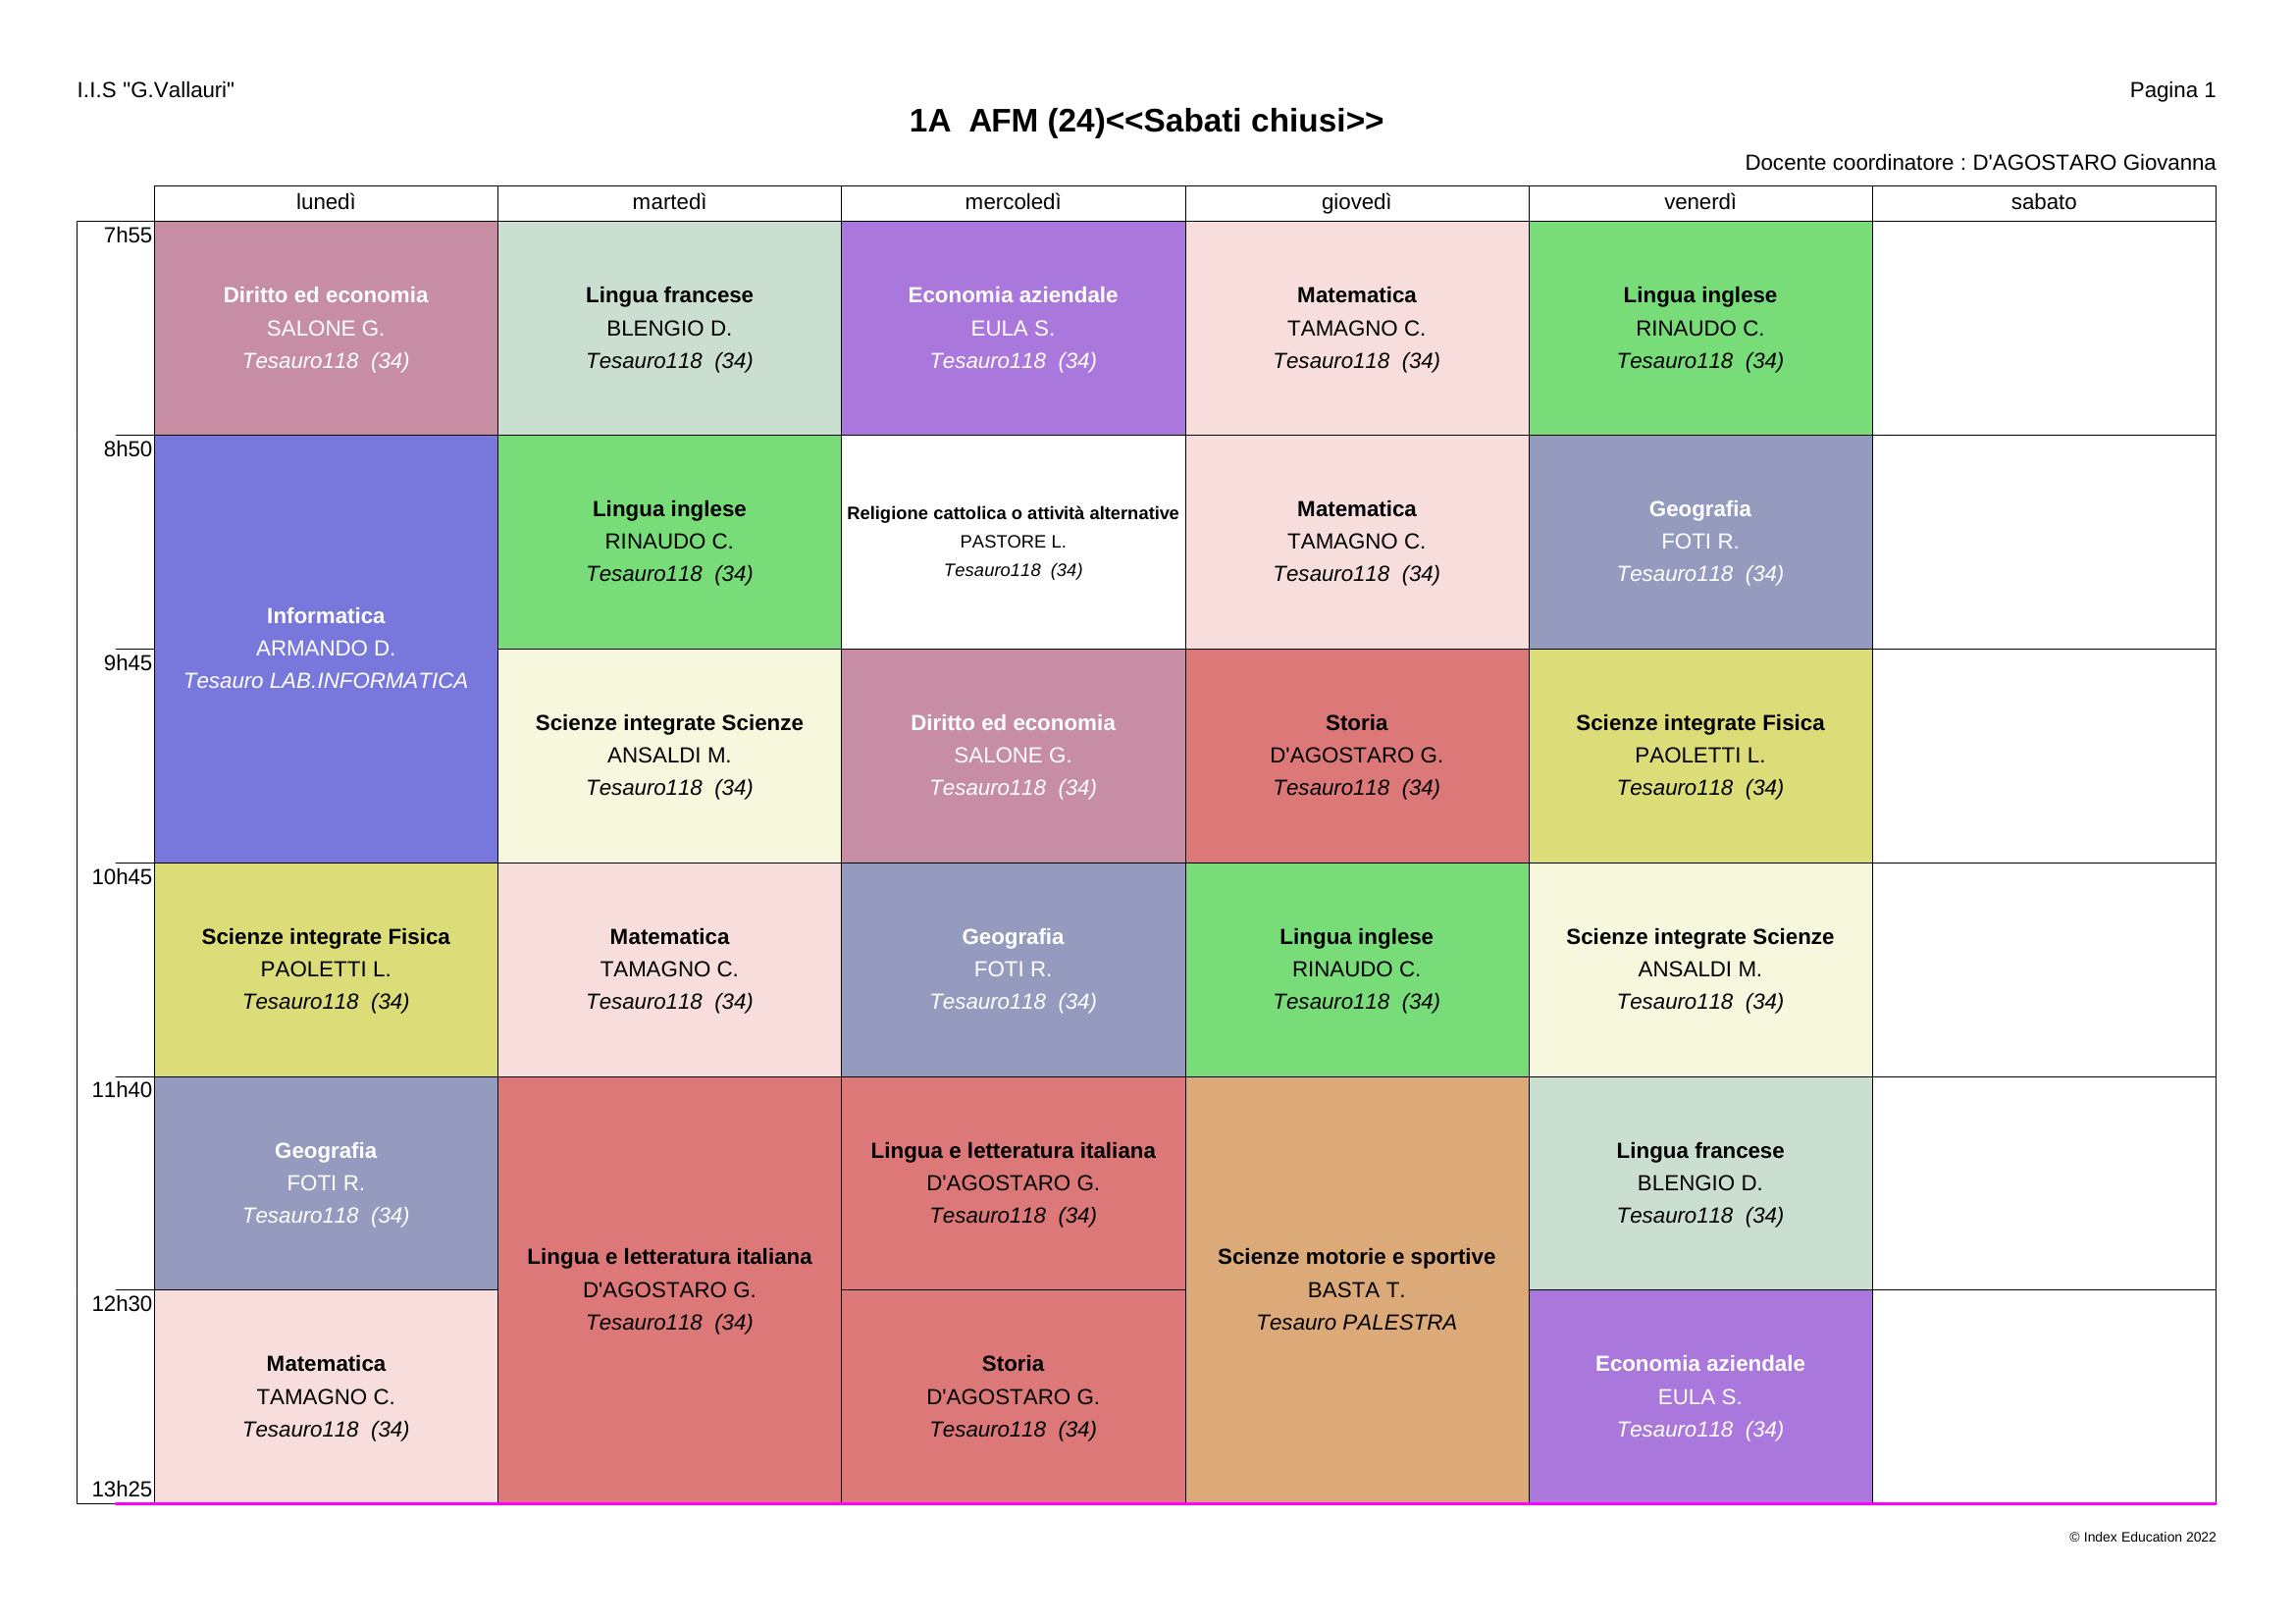 I.I.S "G.Vallauri"
Pagina 1
1A  AFM (24)<<Sabati chiusi>>
Docente coordinatore : D'AGOSTARO Giovanna
lunedì
martedì
mercoledì
giovedì
venerdì
sabato
7h55
Diritto ed economia
SALONE G.
Tesauro118  (34)
Lingua francese
BLENGIO D.
Tesauro118  (34)
Economia aziendale
EULA S.
Tesauro118  (34)
Matematica
TAMAGNO C.
Tesauro118  (34)
Lingua inglese
RINAUDO C.
Tesauro118  (34)
8h50
Informatica
ARMANDO D.
Tesauro LAB.INFORMATICA
Lingua inglese
RINAUDO C.
Tesauro118  (34)
Religione cattolica o attività alternative
PASTORE L.
Tesauro118  (34)
Matematica
TAMAGNO C.
Tesauro118  (34)
Geografia
FOTI R.
Tesauro118  (34)
9h45
Scienze integrate Scienze
ANSALDI M.
Tesauro118  (34)
Diritto ed economia
SALONE G.
Tesauro118  (34)
Storia
D'AGOSTARO G.
Tesauro118  (34)
Scienze integrate Fisica
PAOLETTI L.
Tesauro118  (34)
10h45
Scienze integrate Fisica
PAOLETTI L.
Tesauro118  (34)
Matematica
TAMAGNO C.
Tesauro118  (34)
Geografia
FOTI R.
Tesauro118  (34)
Lingua inglese
RINAUDO C.
Tesauro118  (34)
Scienze integrate Scienze
ANSALDI M.
Tesauro118  (34)
11h40
Geografia
FOTI R.
Tesauro118  (34)
Lingua e letteratura italiana
D'AGOSTARO G.
Tesauro118  (34)
Lingua e letteratura italiana
D'AGOSTARO G.
Tesauro118  (34)
Scienze motorie e sportive
BASTA T.
Tesauro PALESTRA
Lingua francese
BLENGIO D.
Tesauro118  (34)
12h30
Matematica
TAMAGNO C.
Tesauro118  (34)
Storia
D'AGOSTARO G.
Tesauro118  (34)
Economia aziendale
EULA S.
Tesauro118  (34)
13h25
© Index Education 2022